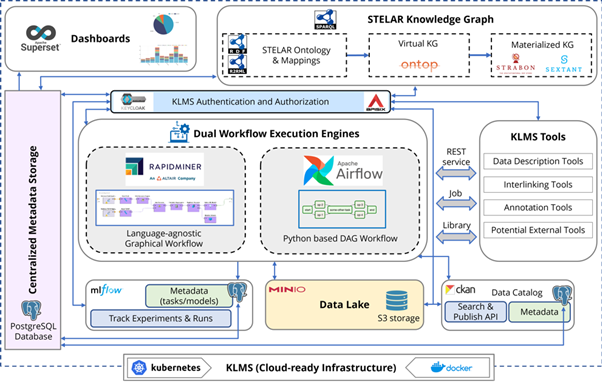 APACHE
Superset™
Dashboards
SPARQL
STELAR Knowledge Graph
RDF
R2RML
STELAR Ontology
& Mappings
Virtual KG
ontop
Materialized KG
STRABON
SEXTANT
KEYCLOAK
KLMS Authentication and Authorization
APISIX
Centralized Metadata Storage
PostgreSQL
Database
Dual Workflow Execution Engines
RAPIDMINER
An ALTAIR Company
Language-agnostic
Graphical Workflow
Apache
Airflow
Python based DAG Workflow
REST
service
Job
Library
KLMS Tools
Data Description Tools
Interlinking Tools
Annotation Tools
Potential External Tools
mlflow
Metadata
(tasks/models)
Track Experiments & Runs
MINIO
Data Lake
S3 storage
ckan
Data Catalog
Search &
Publish API
Metadata
kubernetes
KLMS (Cloud-ready Infrastructure)
docker